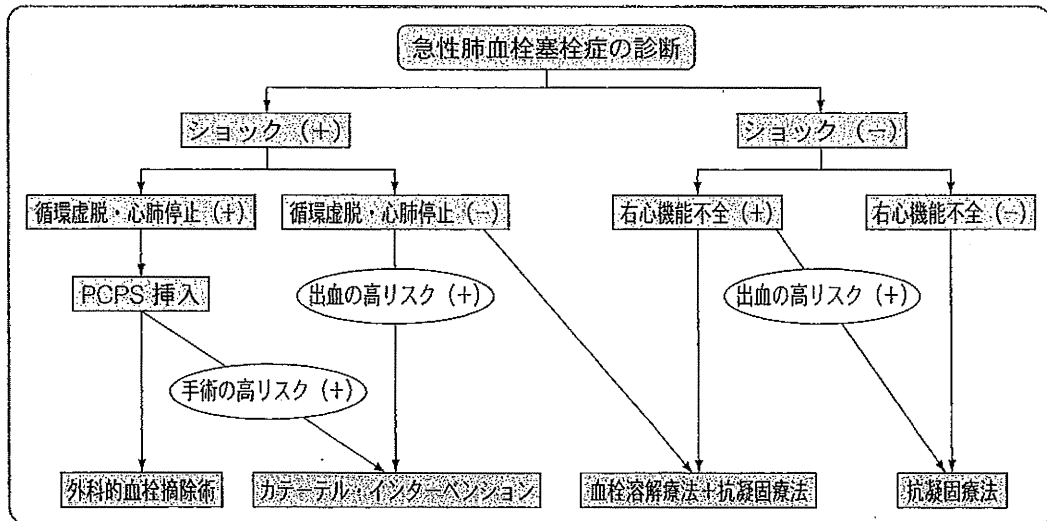 急性肺血栓塞栓症の診断
ショック (+)
ショック (−)
循環虚脱・心肺停止 (+)
循環虚脱・心肺停止 (−)
右心機能不全 (+)
右心機能不全 (−)
PCPS 挿入
出血の高リスク (+)
出血の高リスク (+)
手術の高リスク (+)
外科的血栓摘除術
カテーテル・インターベンション
血栓溶解療法+抗凝固療法
抗凝固療法